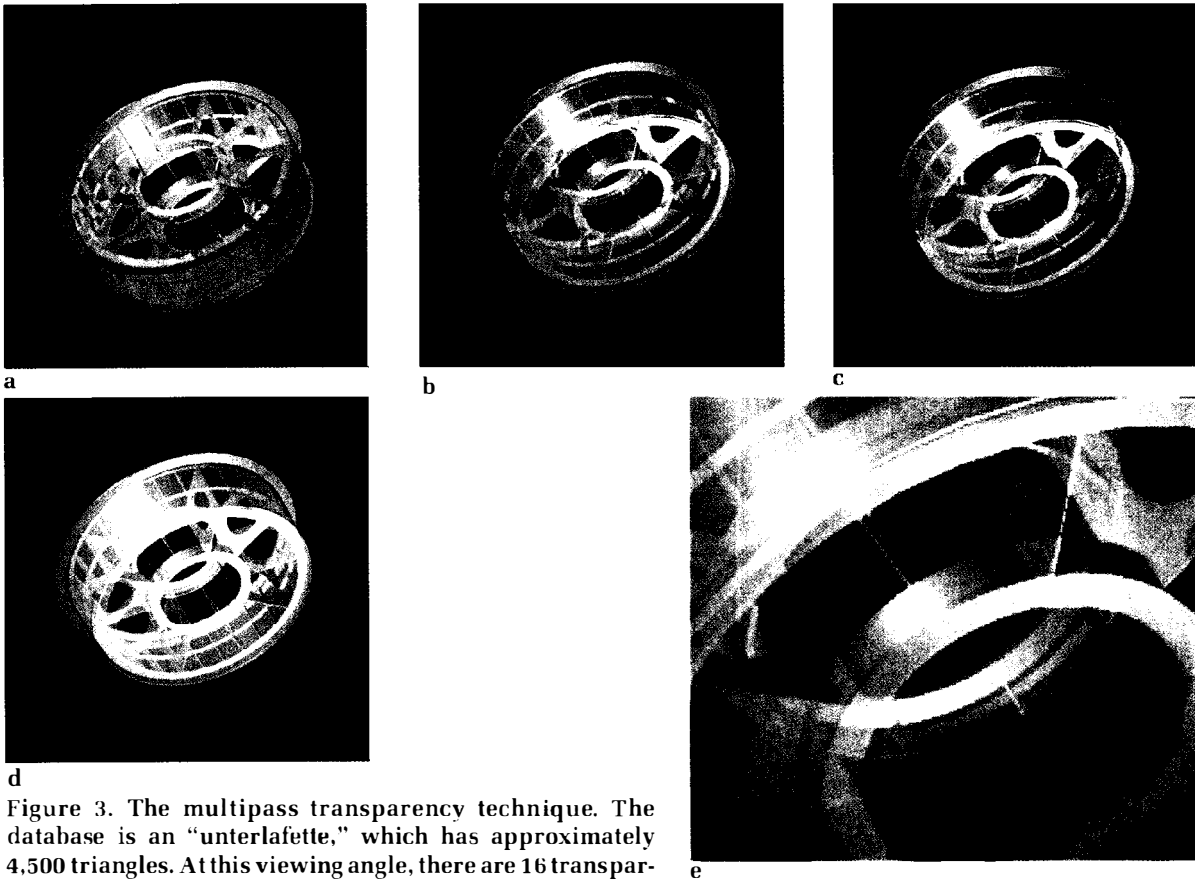 a
b
c
d
Figure 3. The multipass transparency technique. The
database is an “unterlafette,” which has approximately
4,500 triangles. At this viewing angle, there are 16 transpar-
e